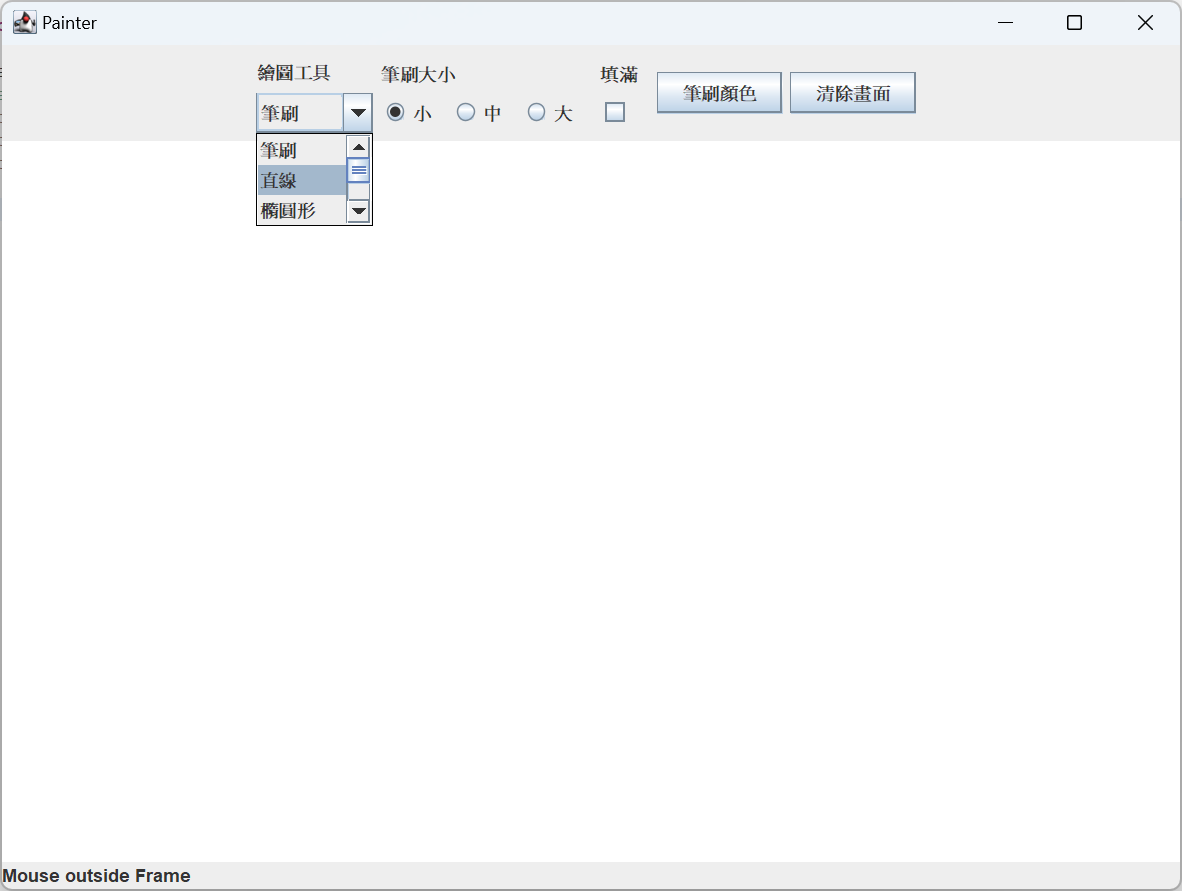 Painter
繪圖工具
筆刷大小
填滿
筆刷
小
中
大
筆刷顏色
清除畫面
筆刷
直線
橢圓形
Mouse outside Frame